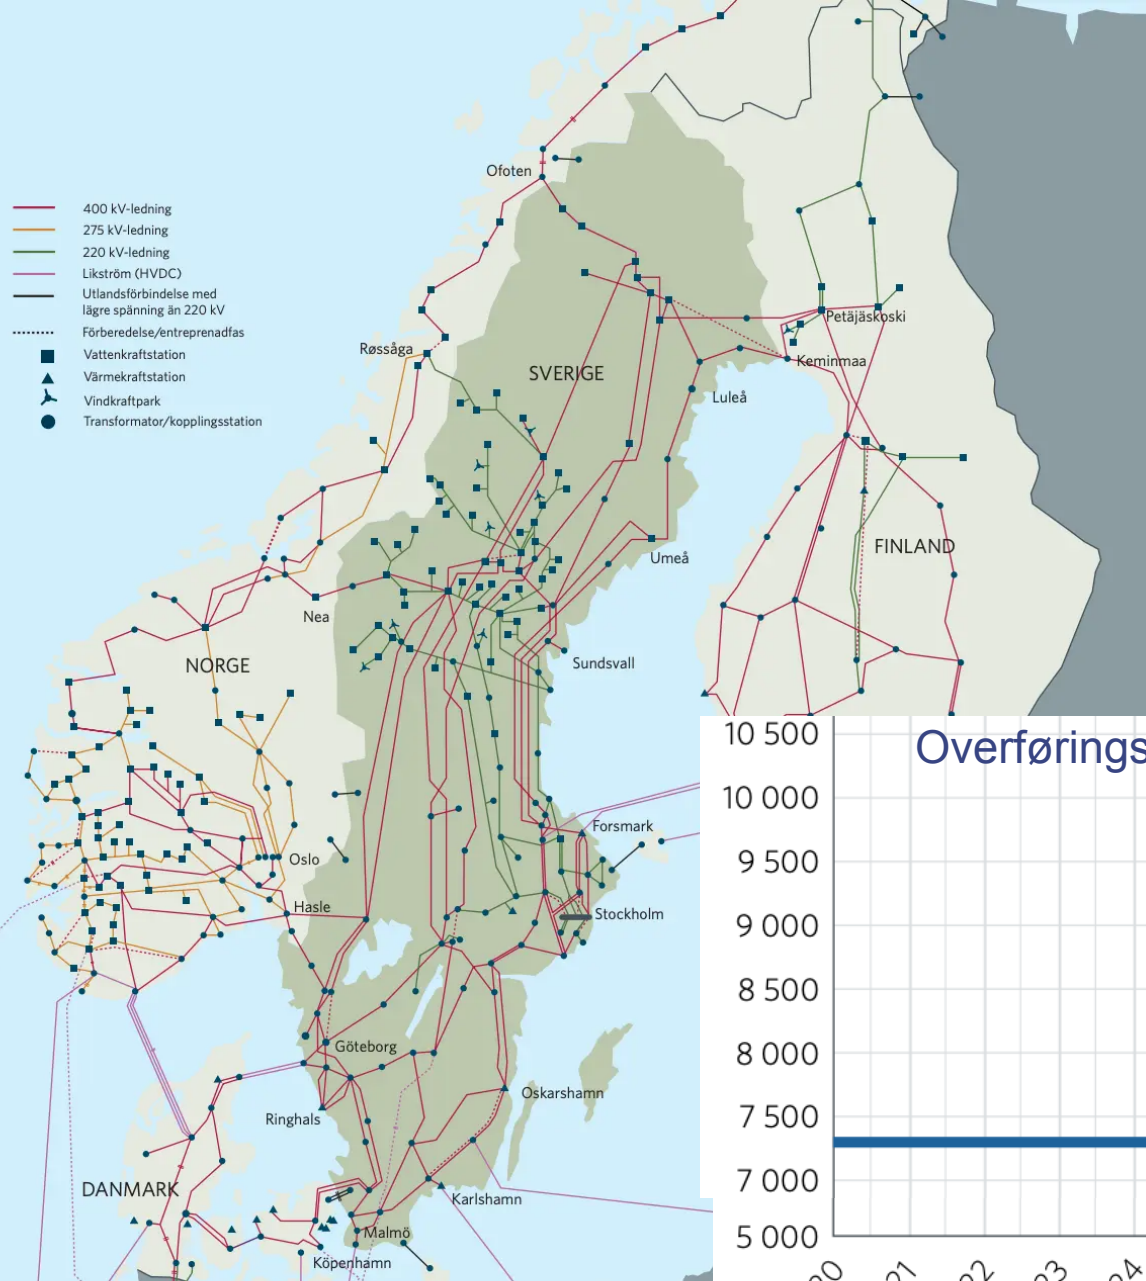 Ofoten
400 kV-ledning
275 kV-ledning
220 kV-ledning
Likström (HVDC)
Utlandsförbindelse med
lägre spänning än 220 kV
Förberedelse/entreprenadfas
Vattenkraftstation
Värmekraftstation
Vindkraftpark
Transformator/kopplingsstation
Petäjäskoski
Røssåga
Keminmaa
SVERIGE
Luleå
FINLAND
Umeå
Nea
Sundsvall
NORGE
Forsmark
Oslo
Hasle
Stockholm
Göteborg
Oskarshamn
Ringhals
DANMARK
Karlshamn
Malmö
Köpenhamn
Overførings
10 500
10 000
9 500
9 000
8 500
8 000
7 500
7 000
5 000